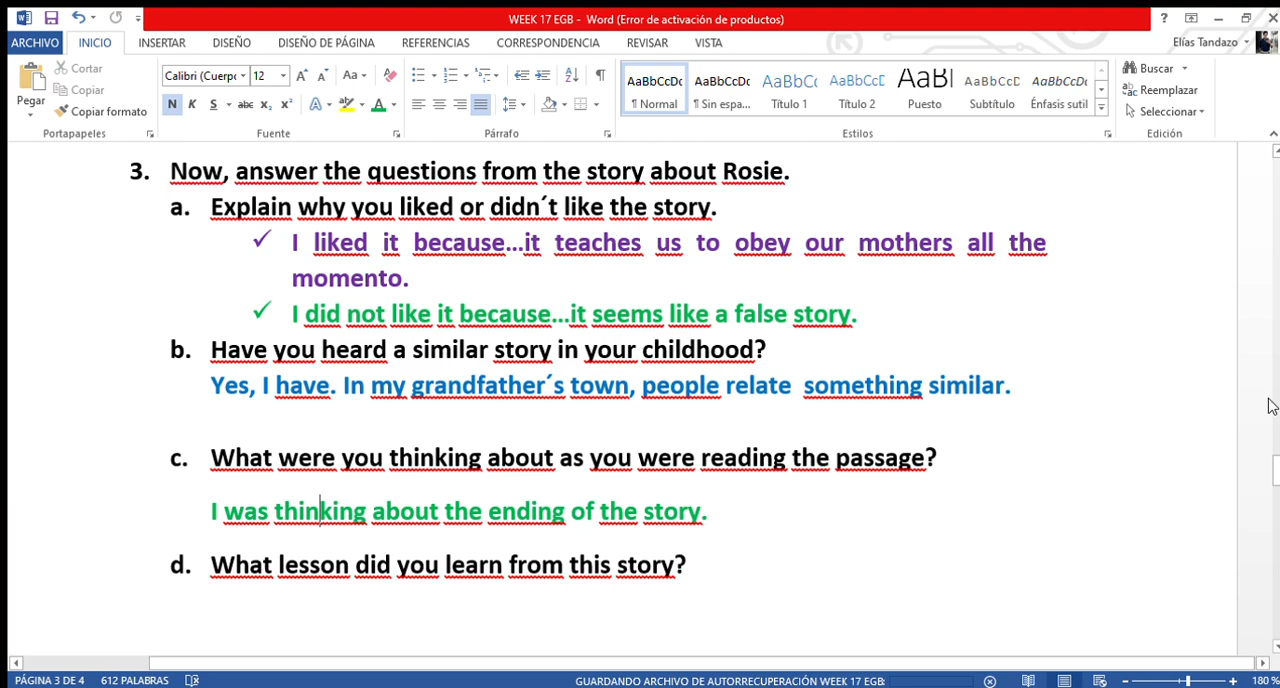 WEEK 17 EGB - Word (Error de activación de productos)
ARCHIVO INICIO INSERTAR DISEÑO DISEÑO DE PÁGINA REFERENCIAS CORRESPONDENCIA REVISAR VISTA Elías Tandazo
Cortar
Copiar
Copiar formato
Pegar
Portapapeles
Calibri (Cuerpo 12 Aa
N K S abc x₂ x² A A
Fuente
Párrafo
AaBbCcDc AaBbCcDc AaBbCc AaBbCcD AaBl AaBbCcD AaBbCcDc
¶ Normal ¶ Sin espa... Título 1 Título 2 Puesto Subtítulo Énfasis sutil
Estilos
Buscar
Reemplazar
Seleccionar
Edición
3. Now, answer the questions from the story about Rosie.
a. Explain why you liked or didn´t like the story.
✓ I liked it because...it teaches us to obey our mothers all the
momento.
✓ I did not like it because...it seems like a false story.
b. Have you heard a similar story in your childhood?
Yes, I have. In my grandfather´s town, people relate something similar.
c. What were you thinking about as you were reading the passage?
I was thinking about the ending of the story.
d. What lesson did you learn from this story?
PÁGINA 3 DE 4 612 PALABRAS GUARDANDO ARCHIVO DE AUTORRECUPERACIÓN WEEK 17 EGB: 180 %